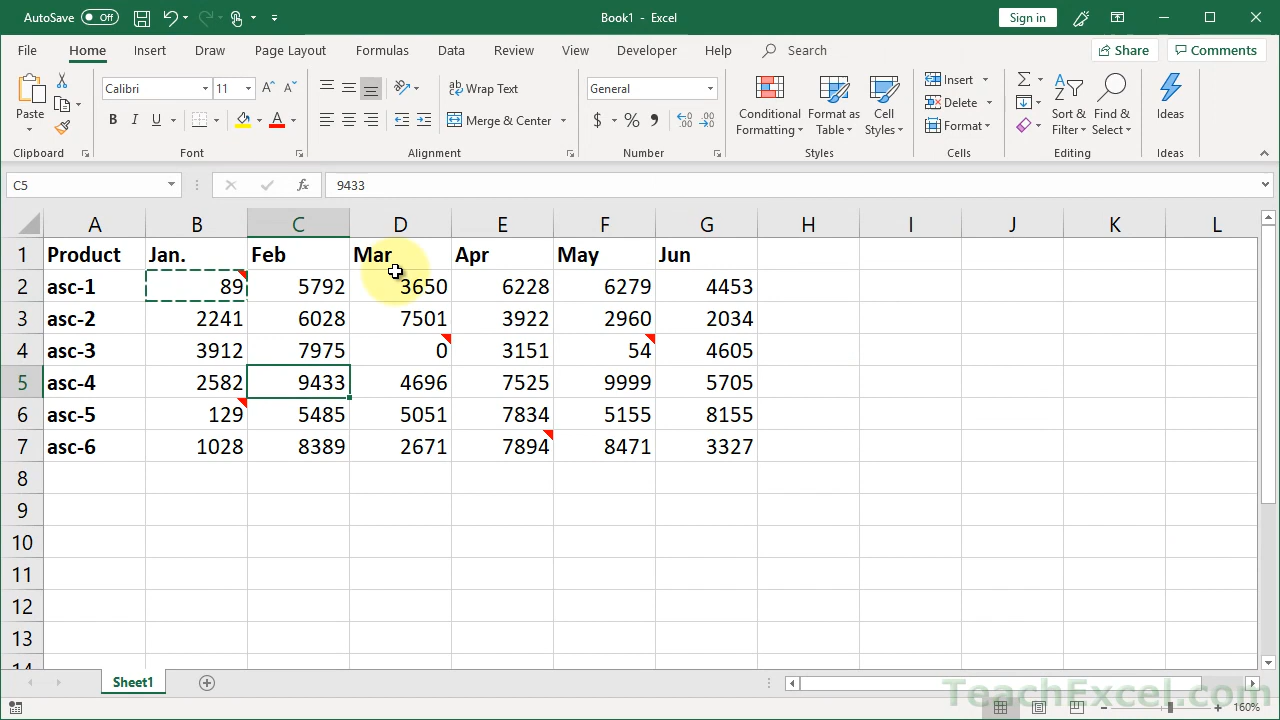 AutoSave Off
Book1 - Excel
Sign in
File Home Insert Draw Page Layout Formulas Data Review View Developer Help Search Share Comments
Paste
Calibri 11
Wrap Text
Merge & Center
General
$ % ,
Conditional Formatting
Format as Table
Cell Styles
Insert
Delete
Format
Sort & Filter
Find & Select
Ideas
B I U A
Clipboard Font Alignment Number Styles Cells Editing Ideas
C5 fx 9433
A B C D E F G H I J K L
1 Product Jan. Feb Mar Apr May Jun
2 asc-1 89 5792 3650 6228 6279 4453
3 asc-2 2241 6028 7501 3922 2960 2034
4 asc-3 3912 7975 0 3151 54 4605
5 asc-4 2582 9433 4696 7525 9999 5705
6 asc-5 129 5485 5051 7834 5155 8155
7 asc-6 1028 8389 2671 7894 8471 3327
8
9
10
11
12
13
14
Sheet1
TeachExcel.com
160%